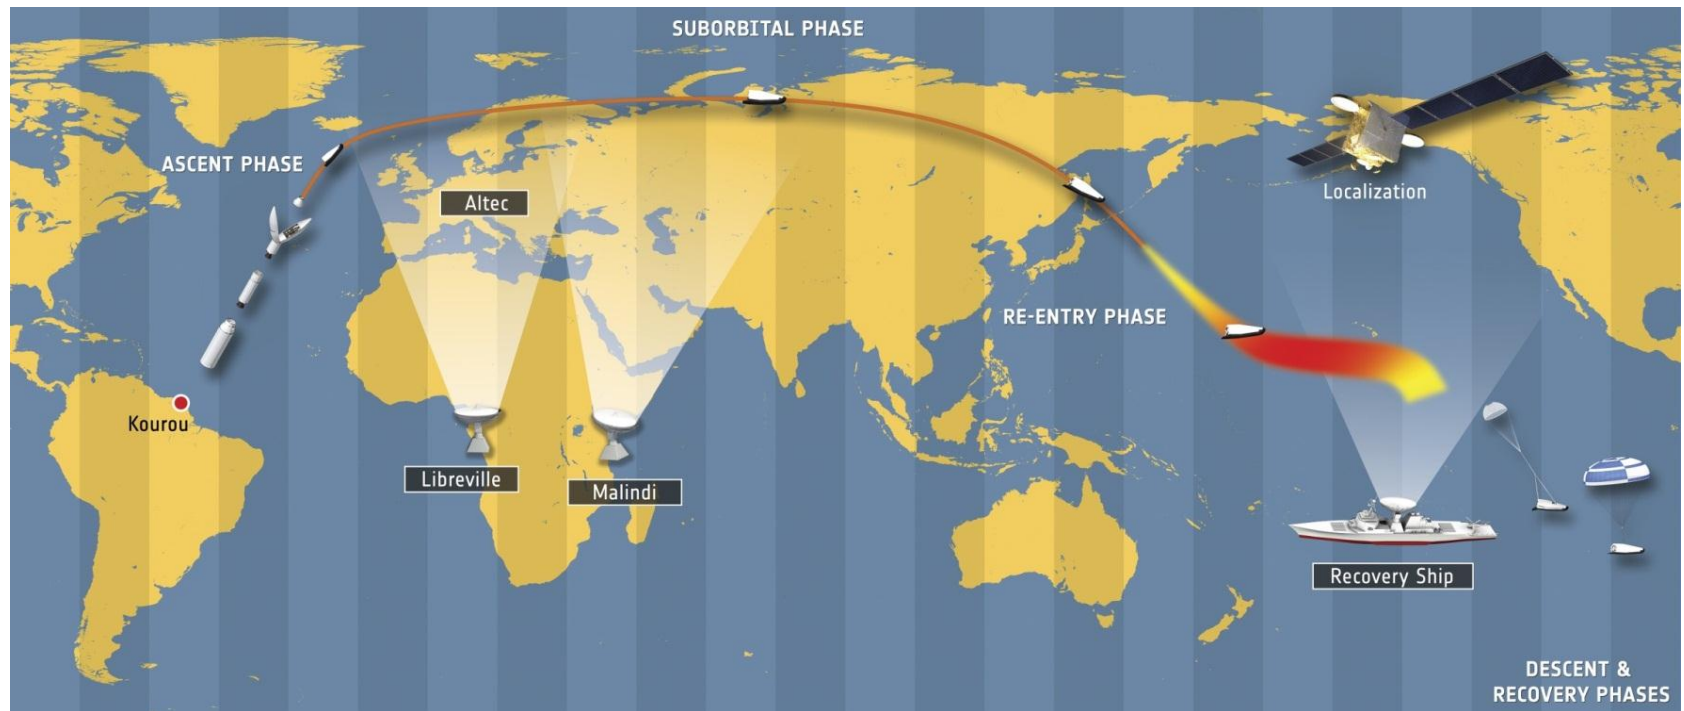 SUBORBITAL PHASE
ASCENT PHASE
Altec
Localization
RE-ENTRY PHASE
Kourou
Libreville
Malindi
Recovery Ship
DESCENT &
RECOVERY PHASES